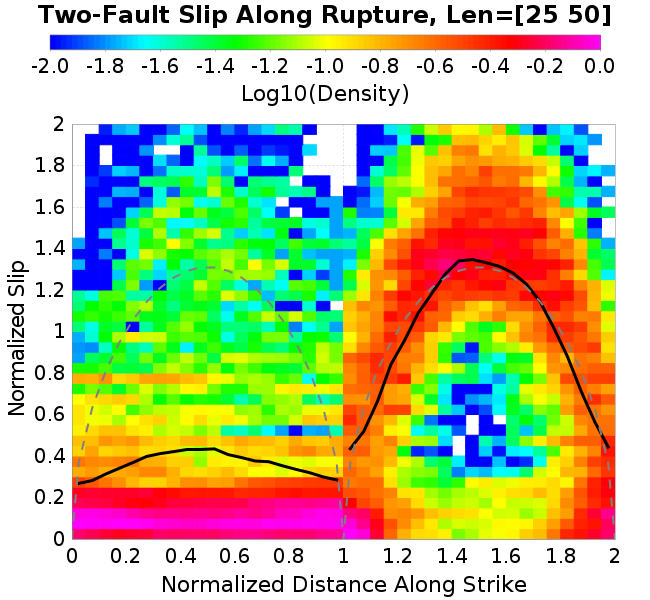 Two-Fault Slip Along Rupture, Len=[25 50]
-2.0 -1.8 -1.6 -1.4 -1.2 -1.0 -0.8 -0.6 -0.4 -0.2 0.0
Log10(Density)
2
1.8
1.6
1.4
1.2
1
0.8
0.6
0.4
0.2
0
Normalized Slip
0 0.2 0.4 0.6 0.8 1 1.2 1.4 1.6 1.8 2
Normalized Distance Along Strike